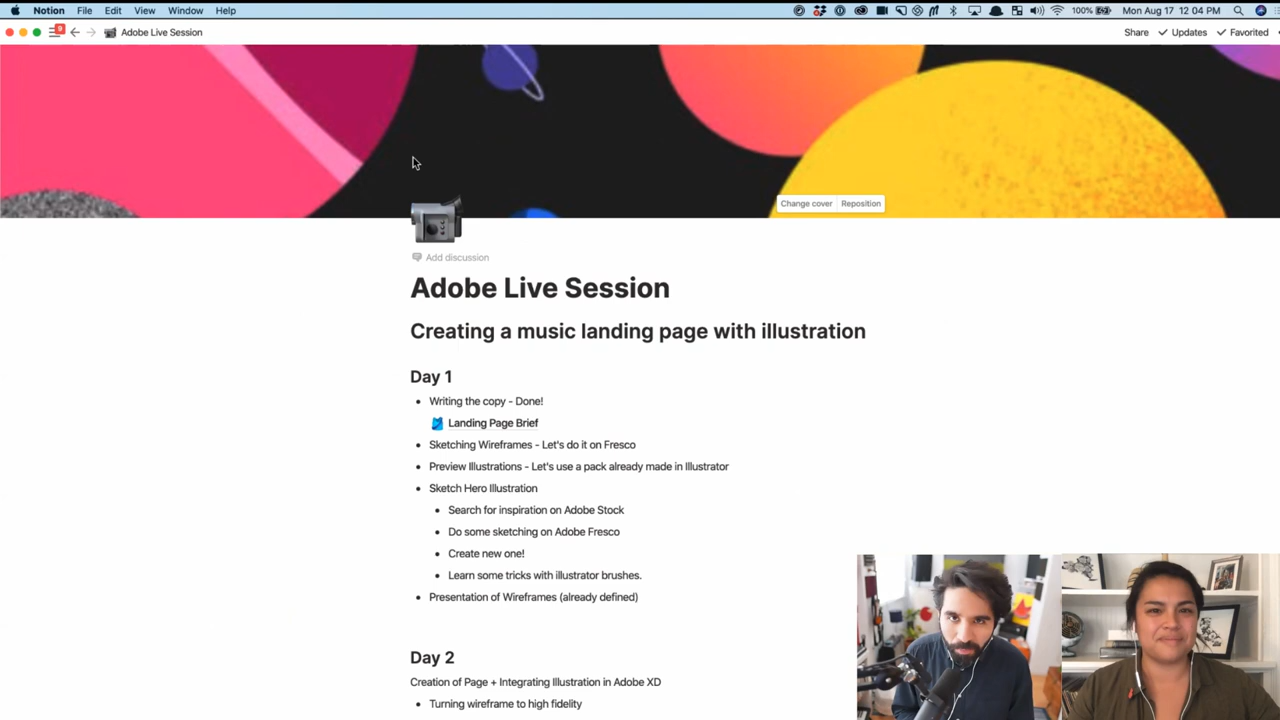 Notion File Edit View Window Help 100% Mon Aug 17 12:04 PM
9 Adobe Live Session Share Updates Favorited
Change cover Reposition
Add discussion
Adobe Live Session
Creating a music landing page with illustration
Day 1
• Writing the copy - Done!
Landing Page Brief
• Sketching Wireframes - Let's do it on Fresco
• Preview Illustrations - Let's use a pack already made in Illustrator
• Sketch Hero Illustration
• Search for inspiration on Adobe Stock
• Do some sketching on Adobe Fresco
• Create new one!
• Learn some tricks with illustrator brushes.
• Presentation of Wireframes (already defined)
Day 2
Creation of Page + Integrating Illustration in Adobe XD
• Turning wireframe to high fidelity